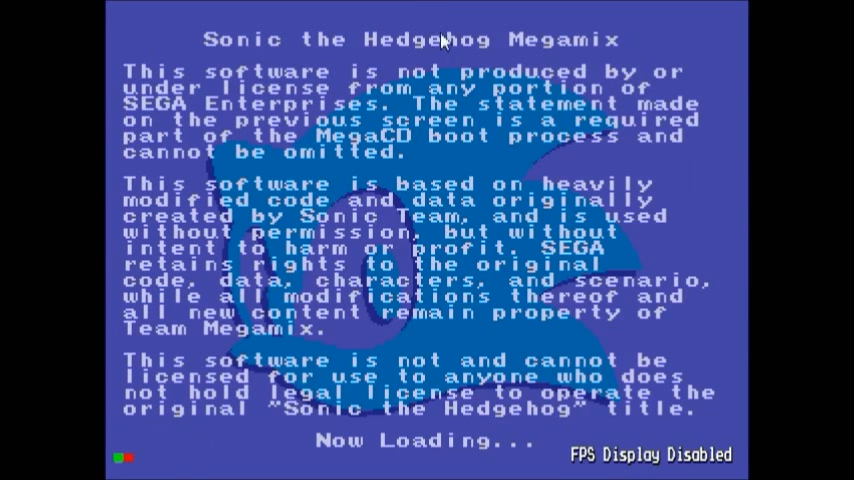 Sonic the Hedgehog Megamix
This software is not produced by or
under license from any portion of
SEGA Enterprises. The statement made
on the previous screen is a required
part of the MegaCD boot process and
cannot be omitted.
This software is based on heavily
modified code and data originally
created by Sonic Team, and is used
without permission, but without
intent to harm or profit. SEGA
retains rights to the original
code, data, characters, and scenario,
while all modifications thereof and
all new content remain property of
Team Megamix.
This software is not and cannot be
licensed for use to anyone who does
not hold legal license to operate the
original "Sonic the Hedgehog" title.
Now Loading...
FPS Display Disabled